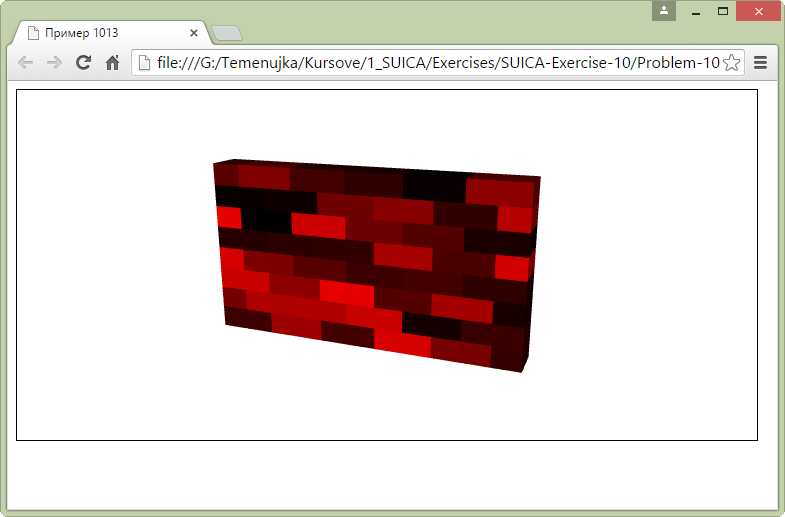 Пример 1013
file:///G:/Temenujka/Kursove/1_SUICA/Exercises/SUICA-Exercise-10/Problem-10